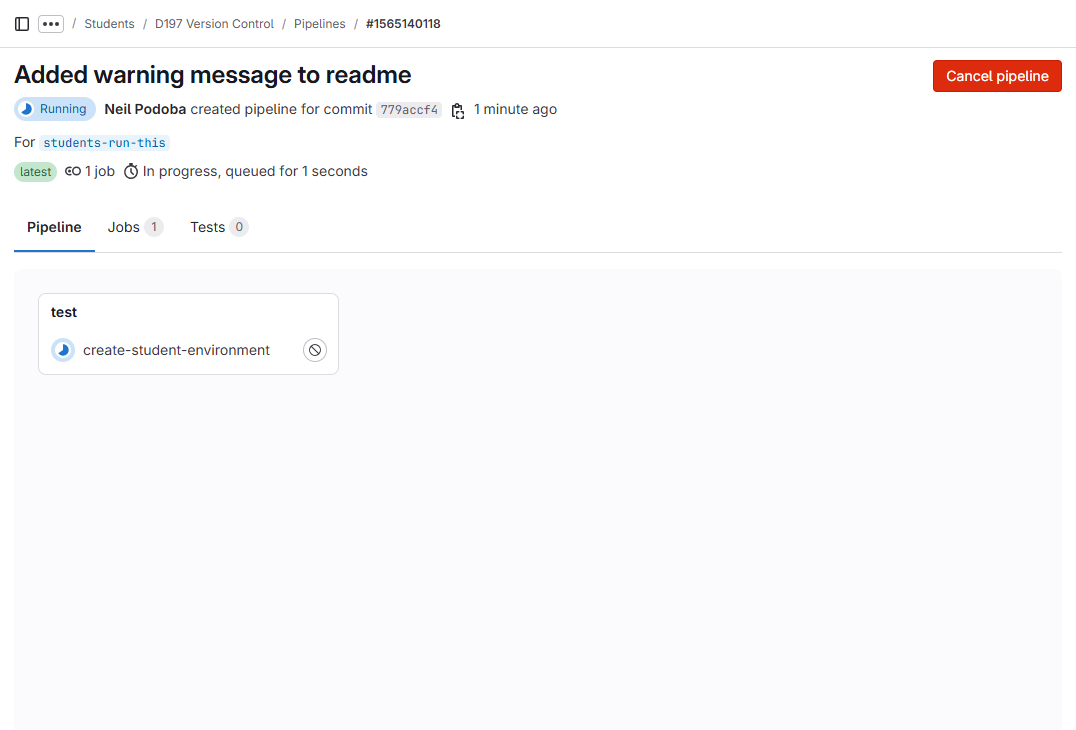 ••• / Students / D197 Version Control / Pipelines / #1565140118
Added warning message to readme
Cancel pipeline
Running Neil Podoba created pipeline for commit 779accf4 1 minute ago
For students-run-this
latest 1 job In progress, queued for 1 seconds
Pipeline Jobs 1 Tests 0
test
create-student-environment